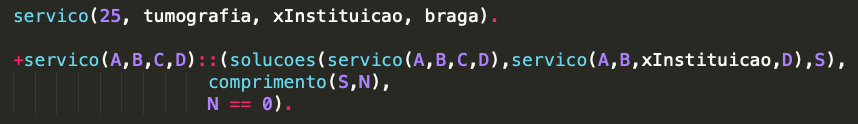 servico(25, tumografia, xInstituicao, braga).
+servico(A,B,C,D)::(solucoes(servico(A,B,C,D),servico(A,B,xInstituicao,D),S),
comprimento(S,N),
N == 0).